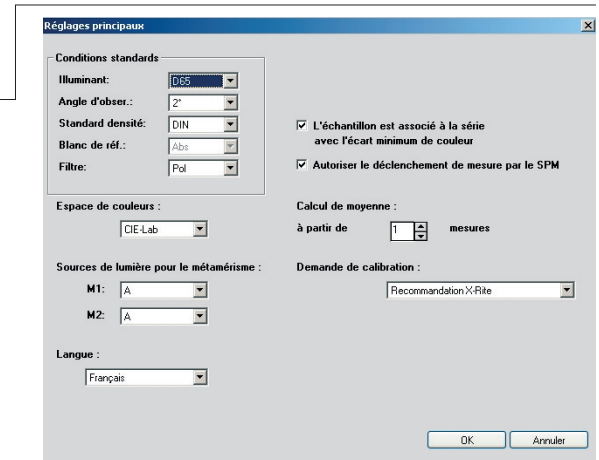 Réglages principaux
Conditions standards
Illuminant: D65
Angle d'obser.: 2°
Standard densité: DIN
Blanc de réf.: Abs
Filtre: Pol
L'échantillon est associé à la série
avec l'écart minimum de couleur
Autoriser le déclenchement de mesure par le SPM
Espace de couleurs :
CIE-Lab
Calcul de moyenne :
à partir de 1 mesures
Sources de lumière pour le métamérisme :
M1: A
M2: A
Demande de calibration :
Recommandation X-Rite
Langue :
Français
OK Annuler